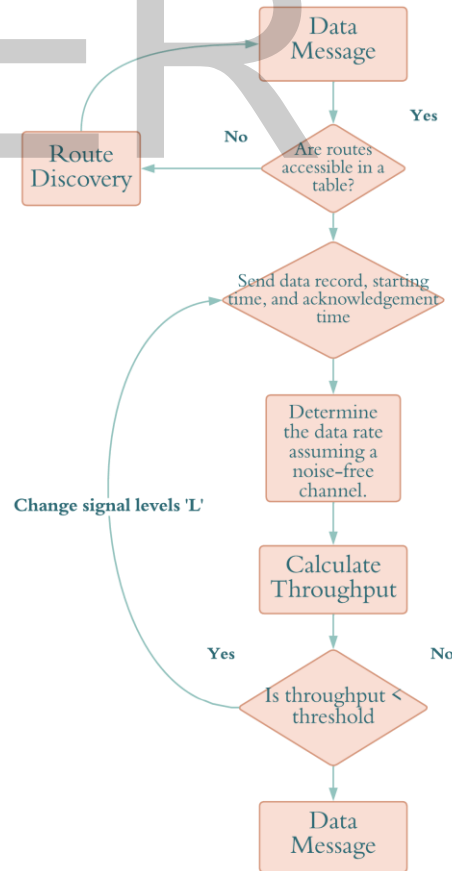 Data
Message
Yes
No
Route
Discovery
Are routes
accessible in a
table?
Send data record, starting
time, and acknowledgement
time
Determine
the data rate
assuming a
noise-free
channel.
Change signal levels 'L'
Calculate
Throughput
Yes
No
Is throughput <
threshold
Data
Message